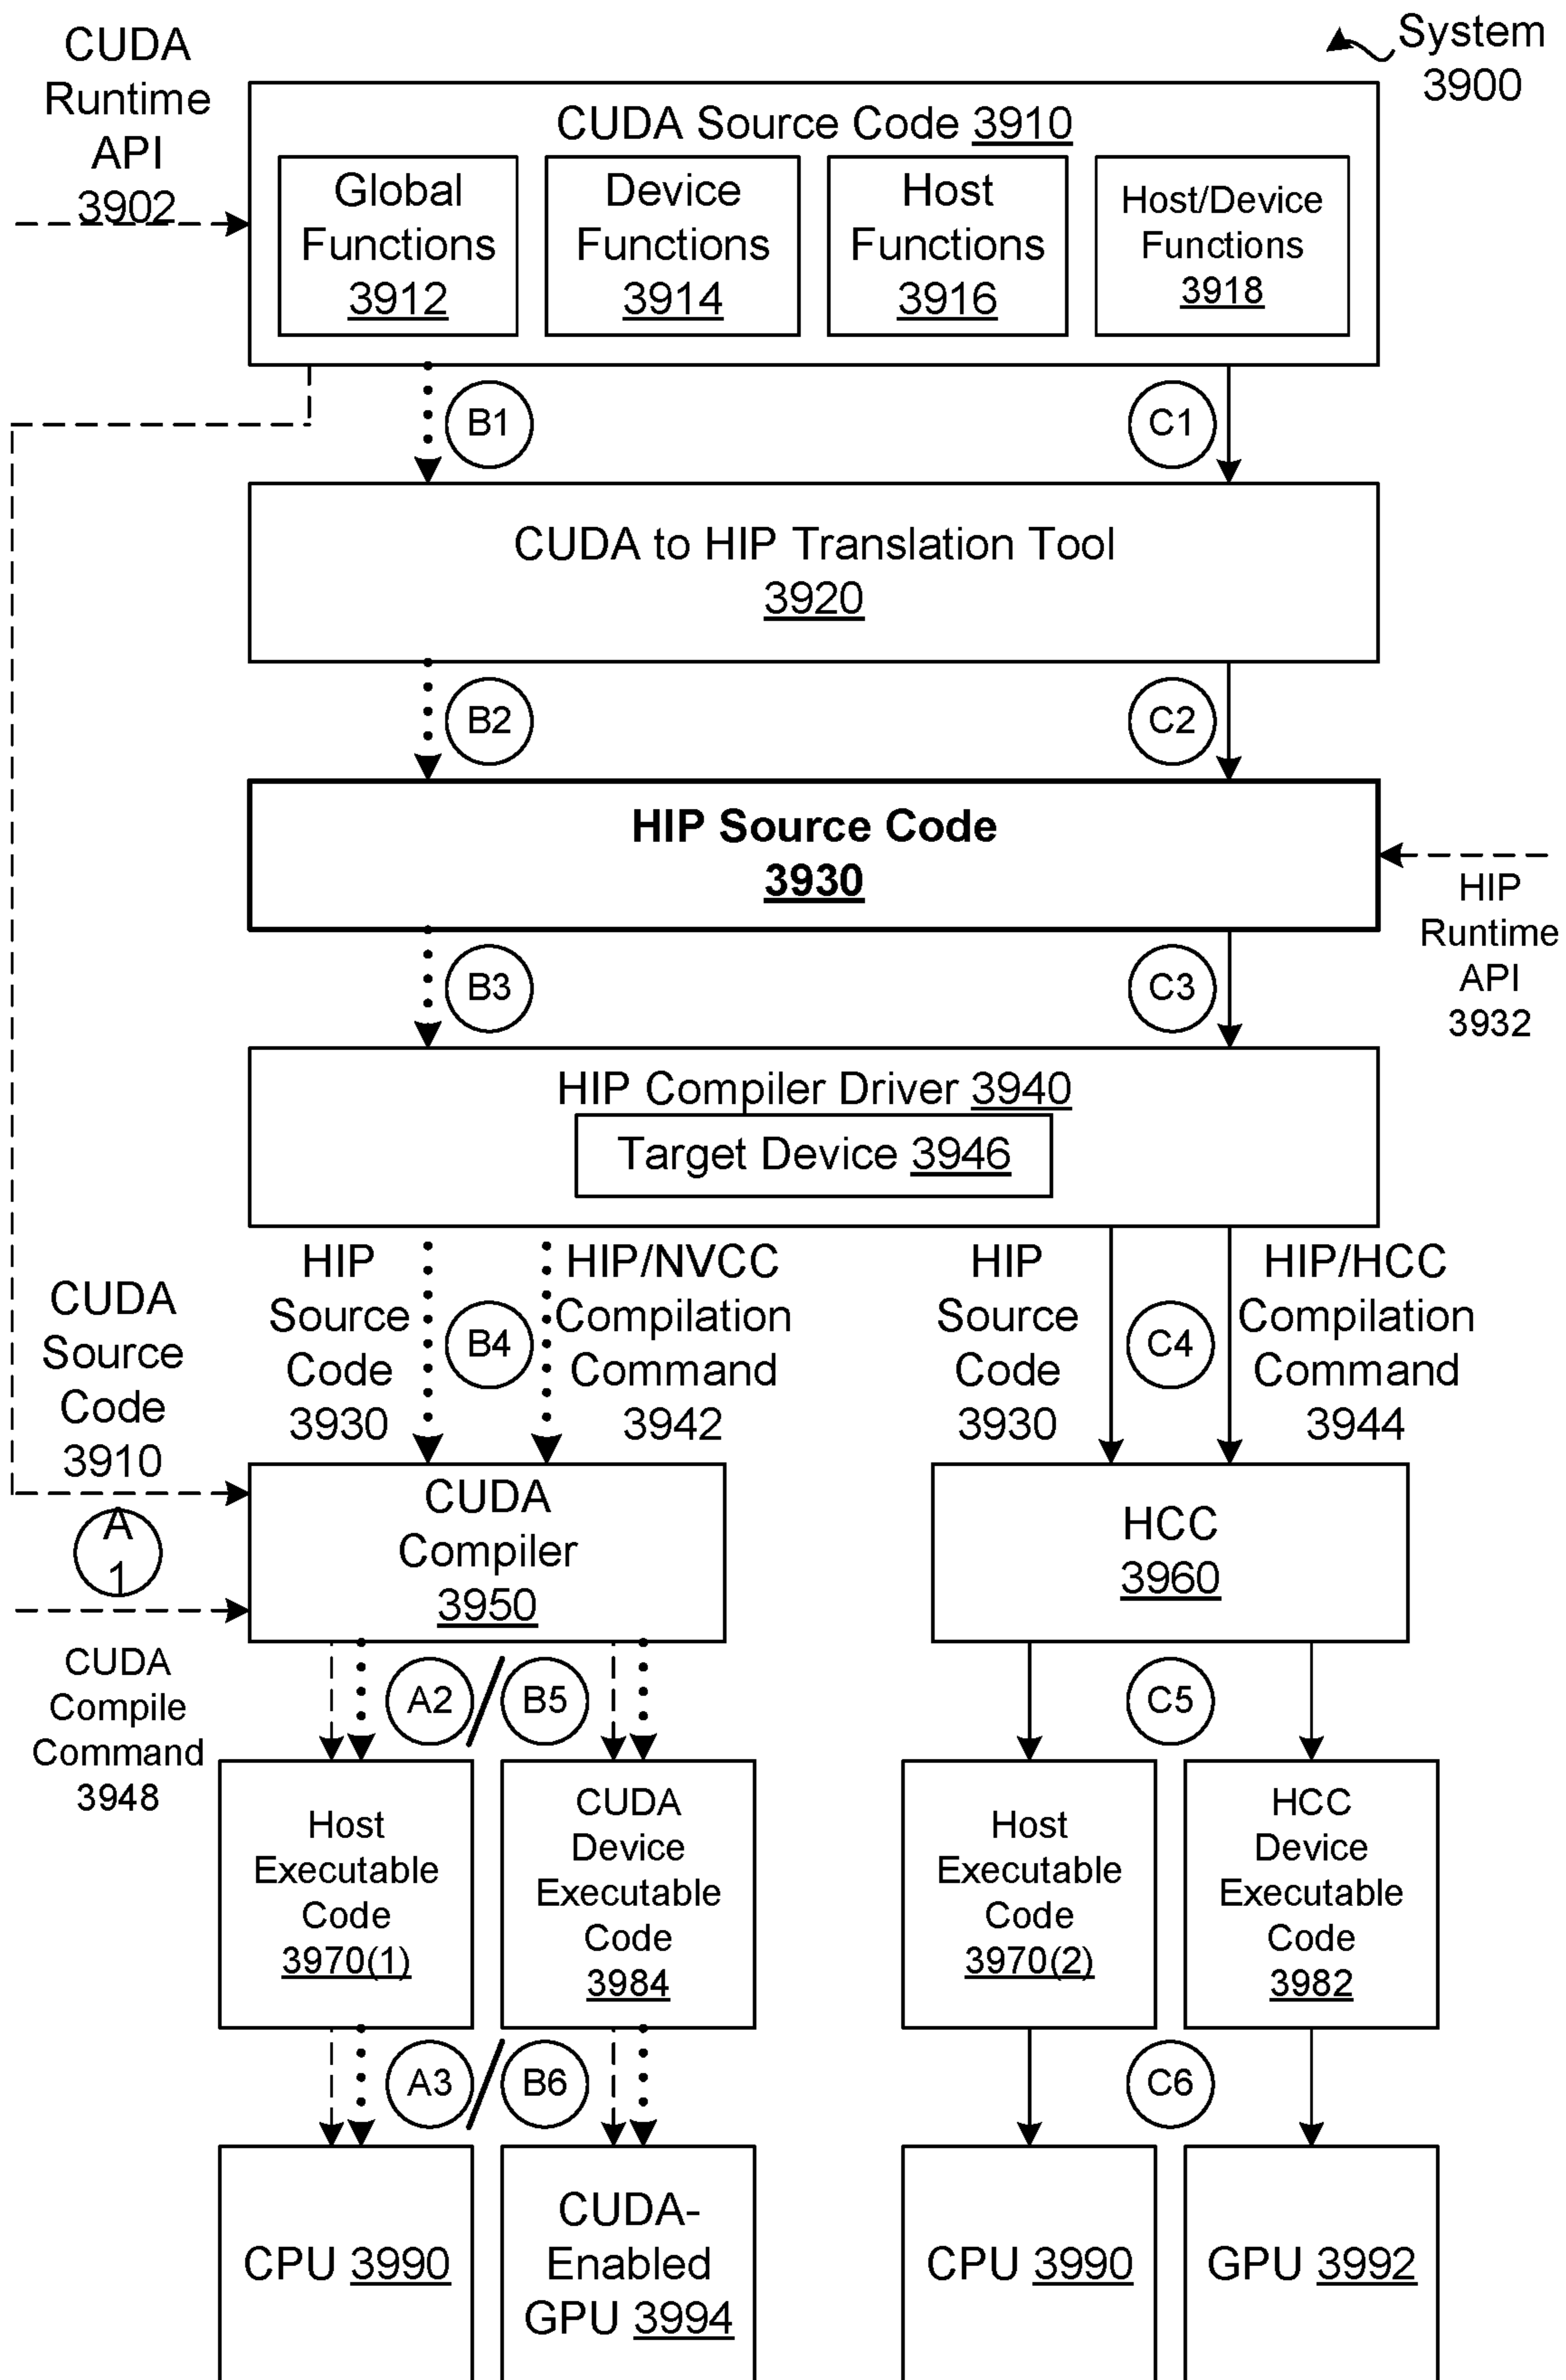 System
3900
CUDA
Runtime
API
3902
CUDA Source Code 3910
Global
Functions
3912
Device
Functions
3914
Host
Functions
3916
Host/Device
Functions
3918
B1
C1
CUDA to HIP Translation Tool
3920
B2
C2
HIP Source Code
3930
HIP
Runtime
API
3932
B3
C3
HIP Compiler Driver 3940
Target Device 3946
HIP
Source
Code
3930
B4
HIP/NVCC
Compilation
Command
3942
HIP
Source
Code
3930
C4
HIP/HCC
Compilation
Command
3944
CUDA
Source
Code
3910
A
1
CUDA
Compile
Command
3948
CUDA
Compiler
3950
HCC
3960
A2 / B5
C5
Host
Executable
Code
3970(1)
CUDA
Device
Executable
Code
3984
Host
Executable
Code
3970(2)
HCC
Device
Executable
Code
3982
A3 / B6
C6
CPU 3990
CUDA-
Enabled
GPU 3994
CPU 3990
GPU 3992